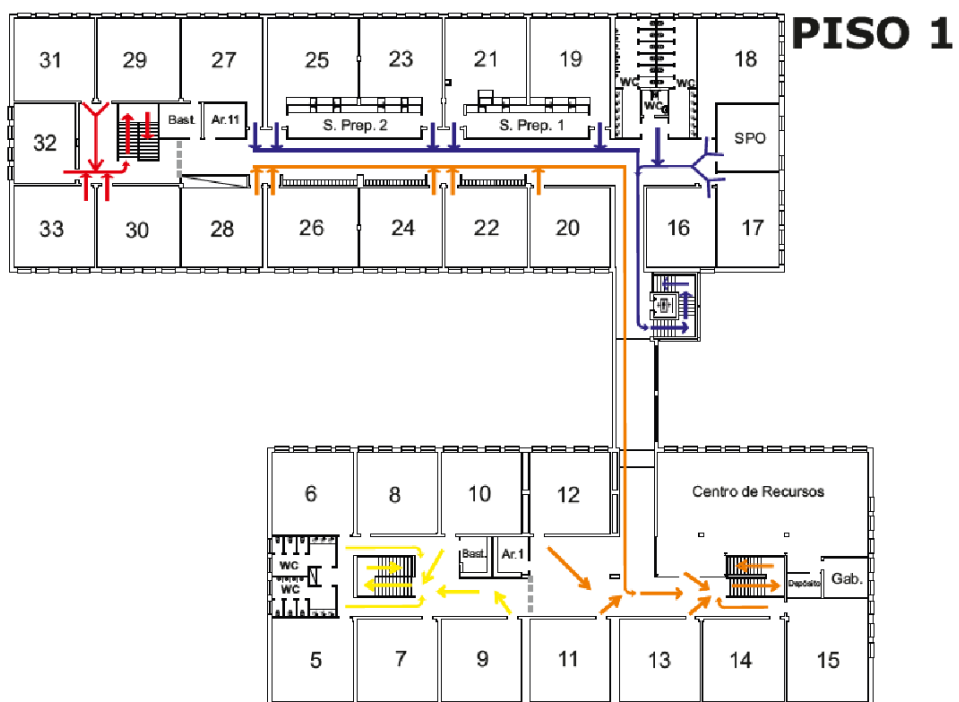 PISO 1
31 29 27 25 23 21 19 18
WC WC
WC
Bast. Ar.11 S. Prep. 2 S. Prep. 1
32 SPO
33 30 28 26 24 22 20 16 17
6 8 10 12 Centro de Recursos
Bast. Ar.1
WC
WC
Depósito Gab.
5 7 9 11 13 14 15